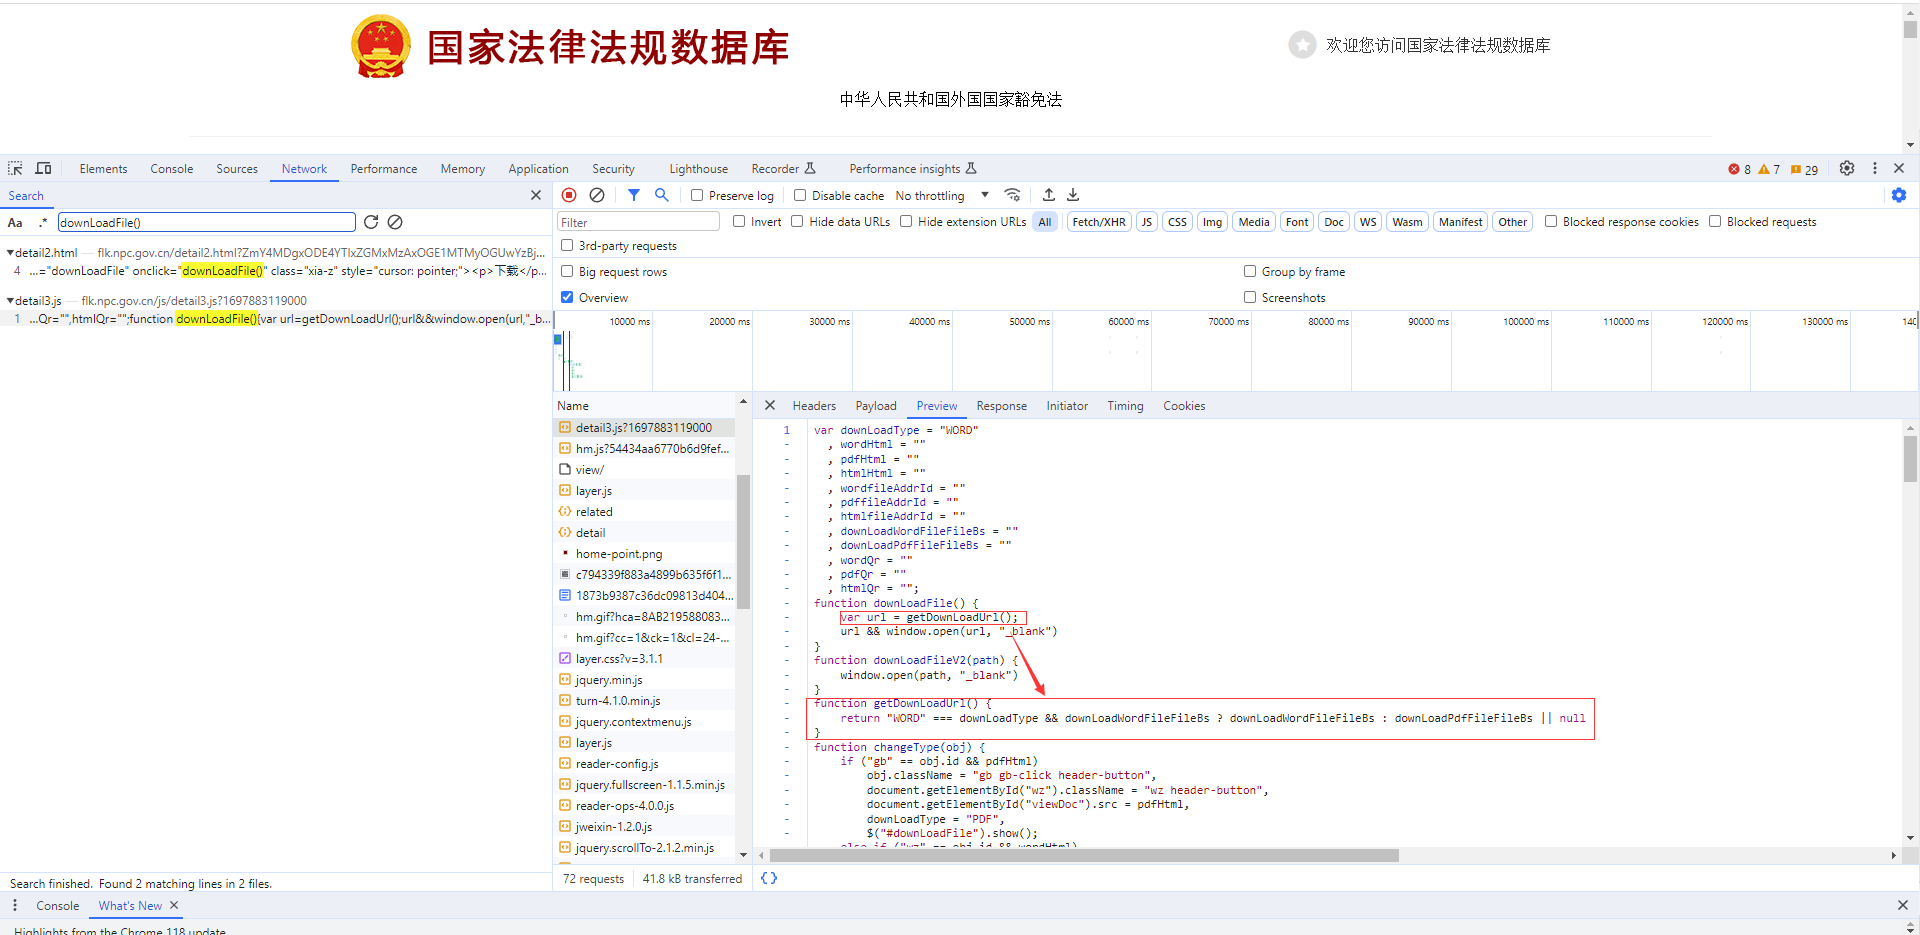 国家法律法规数据库
欢迎您访问国家法律法规数据库
中华人民共和国外国国家豁免法
Elements Console Sources Network Performance Memory Application Security Lighthouse Recorder Performance insights 8 7 29
Search
Preserve log Disable cache No throttling
Aa .* downLoadFile()
Filter Invert Hide data URLs Hide extension URLs All Fetch/XHR JS CSS Img Media Font Doc WS Wasm Manifest Other Blocked response cookies Blocked requests
3rd-party requests
Big request rows Group by frame
Overview Screenshots
detail2.html — flk.npc.gov.cn/detail2.html?ZmY4MDgxODE4YTIxZGMxMzAxOGE1MTMyOGUwYzBj...
4 ...="downLoadFile" onclick="downLoadFile()" class="xia-z" style="cursor: pointer;"><p>下载</p...
detail3.js — flk.npc.gov.cn/js/detail3.js?1697883119000
1 ...Qr="",htmlQr="";function downLoadFile(){var url=getDownLoadUrl();url&&window.open(url,"_b...
10000 ms 20000 ms 30000 ms 40000 ms 50000 ms 60000 ms 70000 ms 80000 ms 90000 ms 100000 ms 110000 ms 120000 ms 130000 ms 140
Name
detail3.js?1697883119000
hm.js?54434aa6770b6d9fef...
view/
layer.js
related
detail
home-point.png
c794339f883a4899b635f6f1...
1873b9387c36dc09813d404...
hm.gif?hca=8AB219588083...
hm.gif?cc=1&ck=1&cl=24-...
layer.css?v=3.1.1
jquery.min.js
turn-4.1.0.min.js
jquery.contextmenu.js
layer.js
reader-config.js
jquery.fullscreen-1.1.5.min.js
reader-ops-4.0.0.js
jweixin-1.2.0.js
jquery.scrollTo-2.1.2.min.js
Headers Payload Preview Response Initiator Timing Cookies
1 var downLoadType = "WORD"
- , wordHtml = ""
- , pdfHtml = ""
- , htmlHtml = ""
- , wordfileAddrId = ""
- , pdffileAddrId = ""
- , htmlfileAddrId = ""
- , downLoadWordFileFileBs = ""
- , downLoadPdfFileFileBs = ""
- , wordQr = ""
- , pdfQr = ""
- , htmlQr = "";
- function downLoadFile() {
- var url = getDownLoadUrl();
- url && window.open(url, "_blank")
- }
- function downLoadFileV2(path) {
- window.open(path, "_blank")
- }
- function getDownLoadUrl() {
- return "WORD" === downLoadType && downLoadWordFileFileBs ? downLoadWordFileFileBs : downLoadPdfFileFileBs || null
- }
- function changeType(obj) {
- if ("gb" == obj.id && pdfHtml)
- obj.className = "gb gb-click header-button",
- document.getElementById("wz").className = "wz header-button",
- document.getElementById("viewDoc").src = pdfHtml,
- downLoadType = "PDF",
- $("#downLoadFile").show();
- else if ("wz" == obj.id && wordHtml)
Search finished. Found 2 matching lines in 2 files.
72 requests 41.8 kB transferred {}
Console What's New
Highlights from the Chrome 118 update